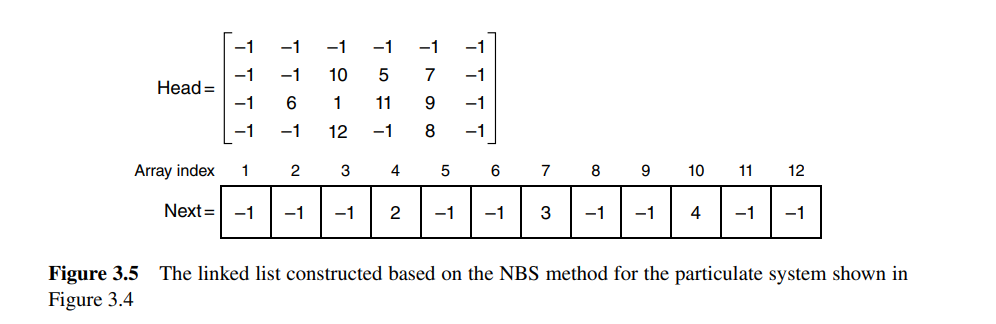 –1 –1 –1 –1 –1 –1
Head = –1 –1 10 5 7 –1
–1 6 1 11 9 –1
–1 –1 12 –1 8 –1
Array index 1 2 3 4 5 6 7 8 9 10 11 12
Next = –1 –1 –1 2 –1 –1 3 –1 –1 4 –1 –1
Figure 3.5 The linked list constructed based on the NBS method for the particulate system shown in
Figure 3.4